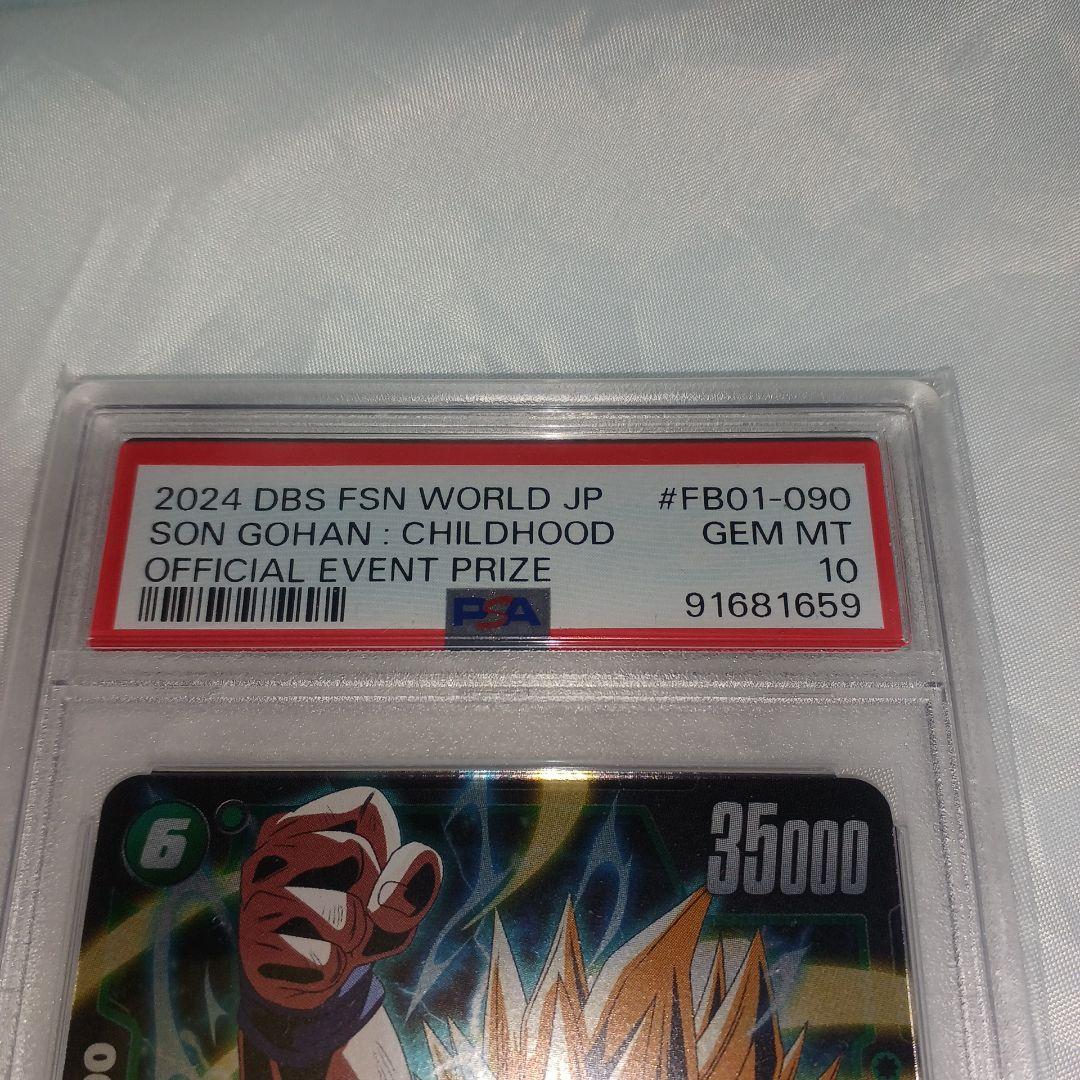 2024 DBS FSN WORLD JP #FB01-090
SON GOHAN : CHILDHOOD GEM MT
OFFICIAL EVENT PRIZE 10
PSA 91681659
6 35000